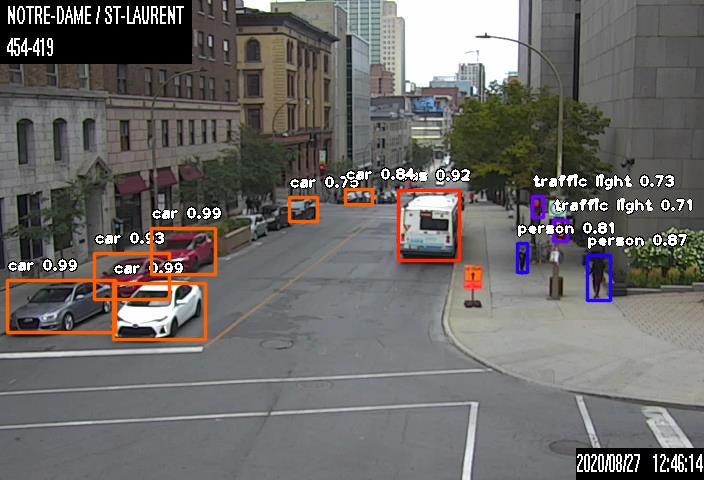 NOTRE-DAME / ST-LAURENT
454-419
car 0.84
us 0.92
car 0.75
traffic light 0.73
traffic light 0.71
car 0.99
person 0.81
person 0.87
car 0.93
car 0.99
car 0.99
2020/08/27 12:46:14